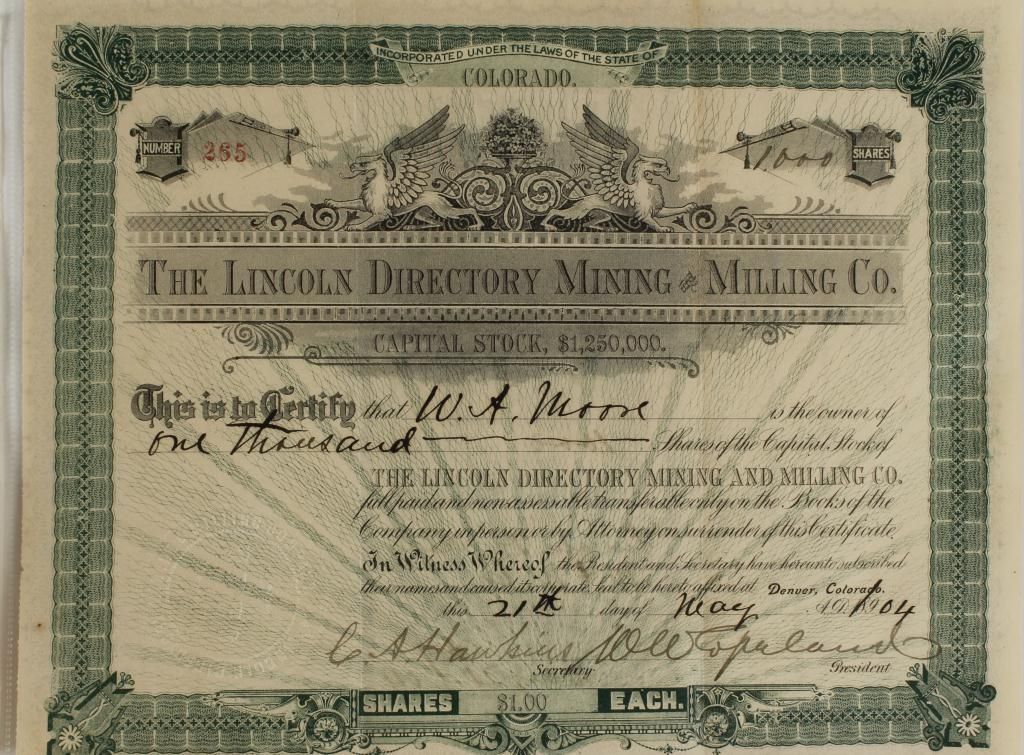 INCORPORATED UNDER THE LAWS OF THE STATE OF
COLORADO.
NUMBER 265 1000 SHARES
THE LINCOLN DIRECTORY MINING AND MILLING CO.
CAPITAL STOCK, $1,250,000.
This is to Certify that W. A. Moore is the owner of
one thousand Shares of the Capital Stock of
THE LINCOLN DIRECTORY MINING AND MILLING CO.
full paid and non assessable transferable only on the Books of the
Company in person or by Attorney on surrender of this Certificate.
In Witness Whereof the President and Secretary have hereunto subscribed
their names and caused its corporate Seal to be hereto affixed at Denver, Colorado,
this 21st day of May A.D. 1904
C. A. Hawkins Copeland
Secretary President
SHARES $1.00 EACH.